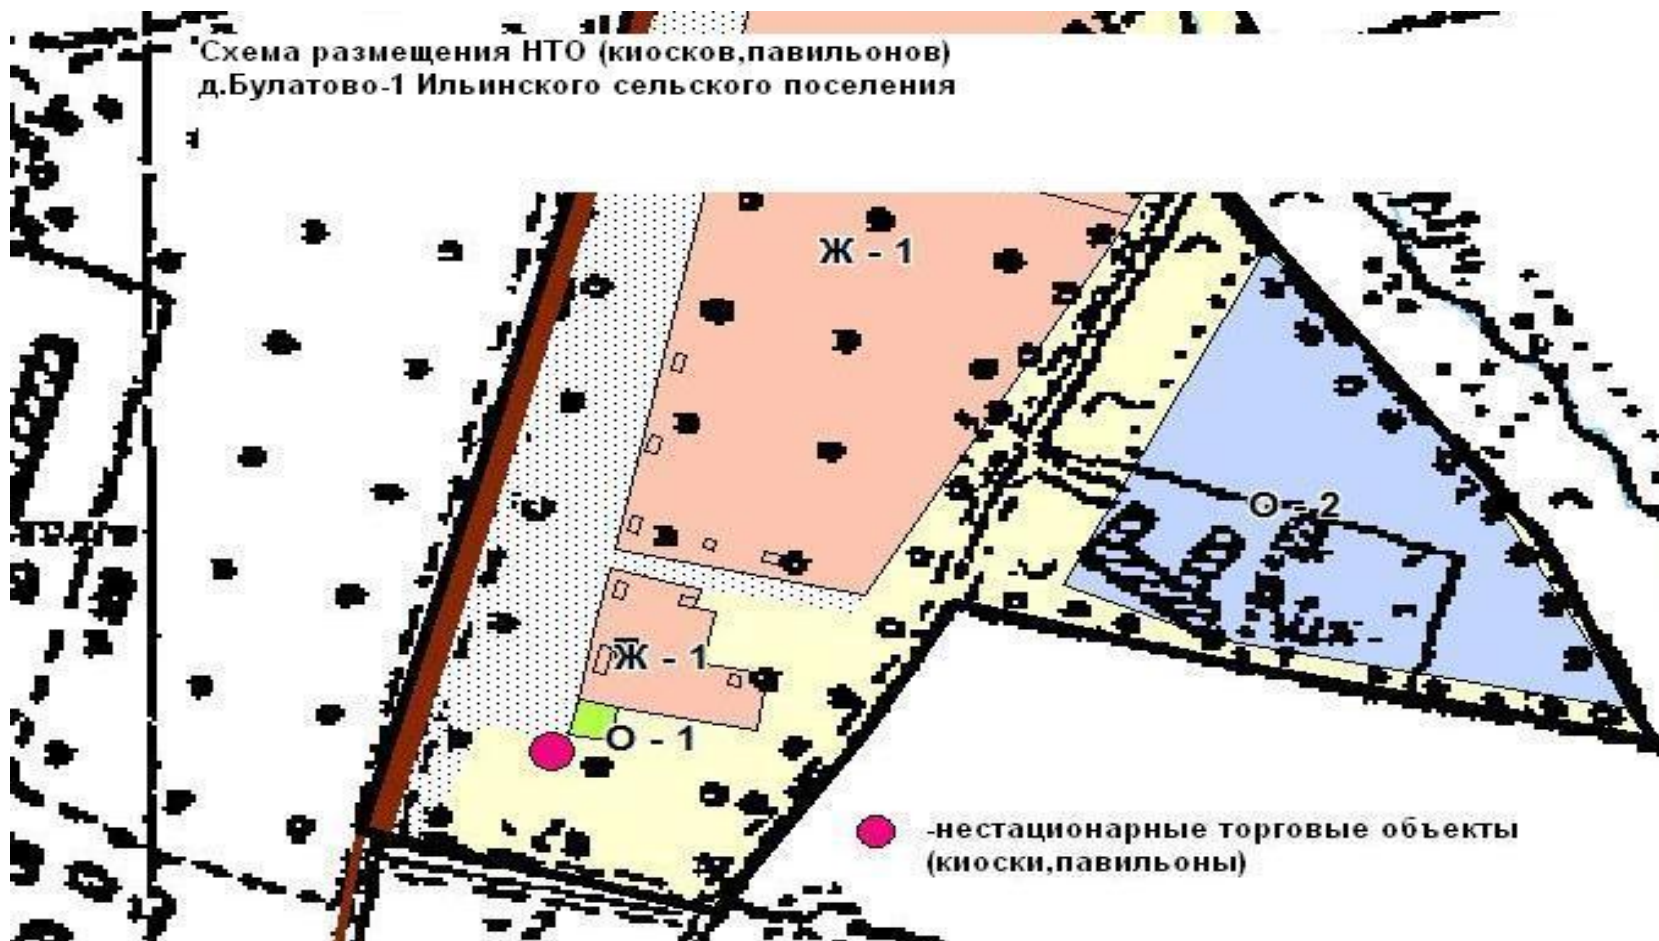 Схема размещения НТО (киосков,павильонов)
д.Булатово-1 Ильинского сельского поселения
Ж - 1
О - 2
Ж - 1
О - 1
-нестационарные торговые объекты
(киоски,павильоны)